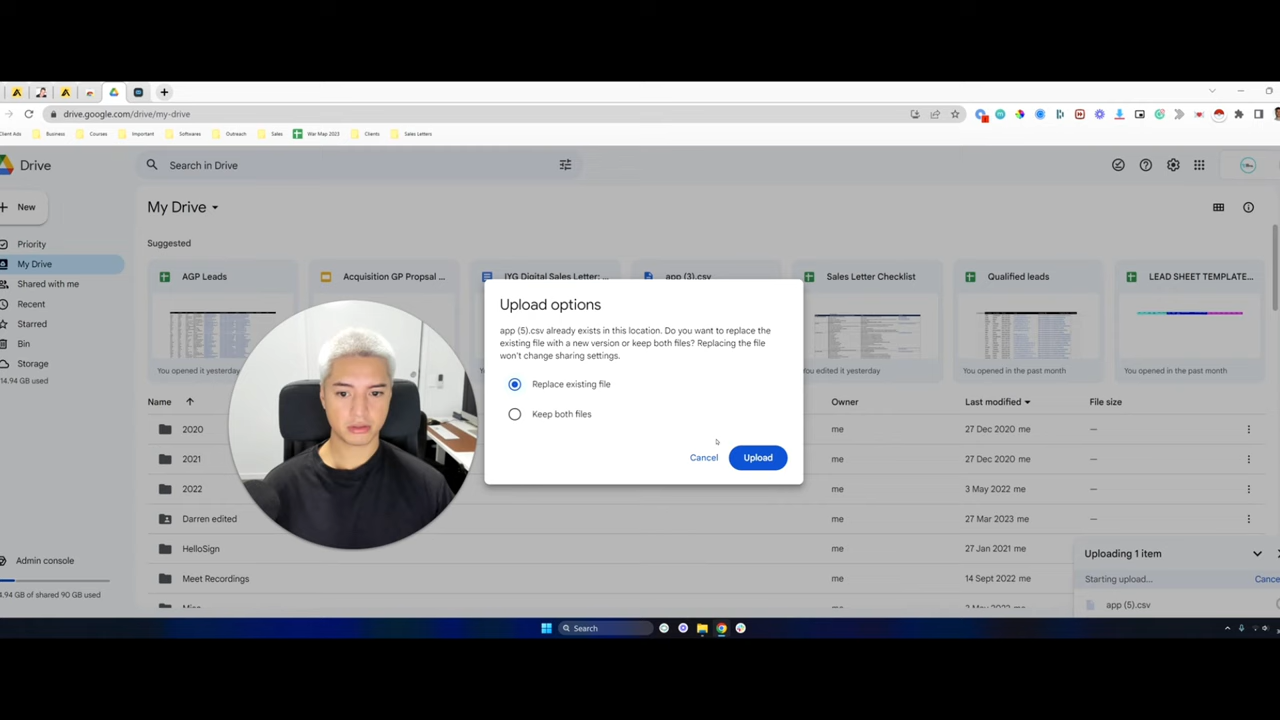 drive.google.com/drive/my-drive
Client Ads
Business
Courses
Important
Softwares
Outreach
Sales
War Map 2023
Clients
Sales Letters
Drive
Search in Drive
New
My Drive
Priority
My Drive
Shared with me
Recent
Starred
Bin
Storage
14.94 GB used
Admin console
4.94 GB of shared 90 GB used
Suggested
AGP Leads
Acquisition GP Propsal ...
IYG Digital Sales Letter: ...
app (3).csv
Sales Letter Checklist
Qualified leads
LEAD SHEET TEMPLATE...
You opened it yesterday
You edited it yesterday
You opened in the past month
You opened in the past month
Upload options
app (5).csv already exists in this location. Do you want to replace the
existing file with a new version or keep both files? Replacing the file
won't change sharing settings.
Replace existing file
Keep both files
Cancel
Upload
Name
Owner
Last modified
File size
2020
me
27 Dec 2020 me
—
2021
me
27 Dec 2020 me
—
2022
me
3 May 2022 me
—
Darren edited
me
27 Mar 2023 me
—
HelloSign
me
27 Jan 2021 me
Meet Recordings
me
14 Sept 2022 me
me
3 May 2022 me
Uploading 1 item
Starting upload...
Cance
app (5).csv
Search